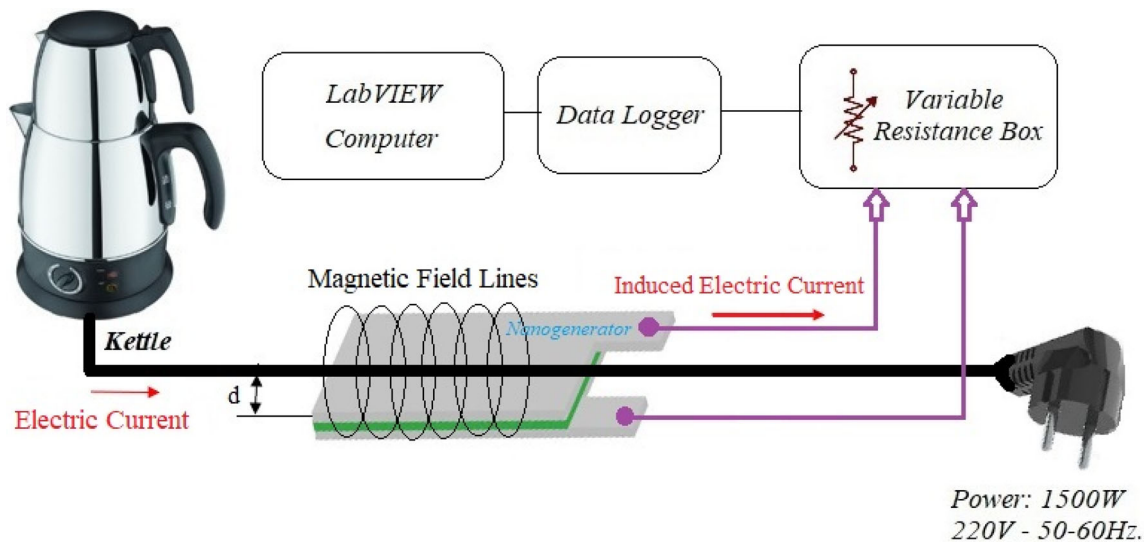 LabVIEW
Computer
Data Logger
Variable
Resistance Box
Magnetic Field Lines
Induced Electric Current
Nanogenerator
Kettle
d
Electric Current
Power: 1500W
220V - 50-60Hz.